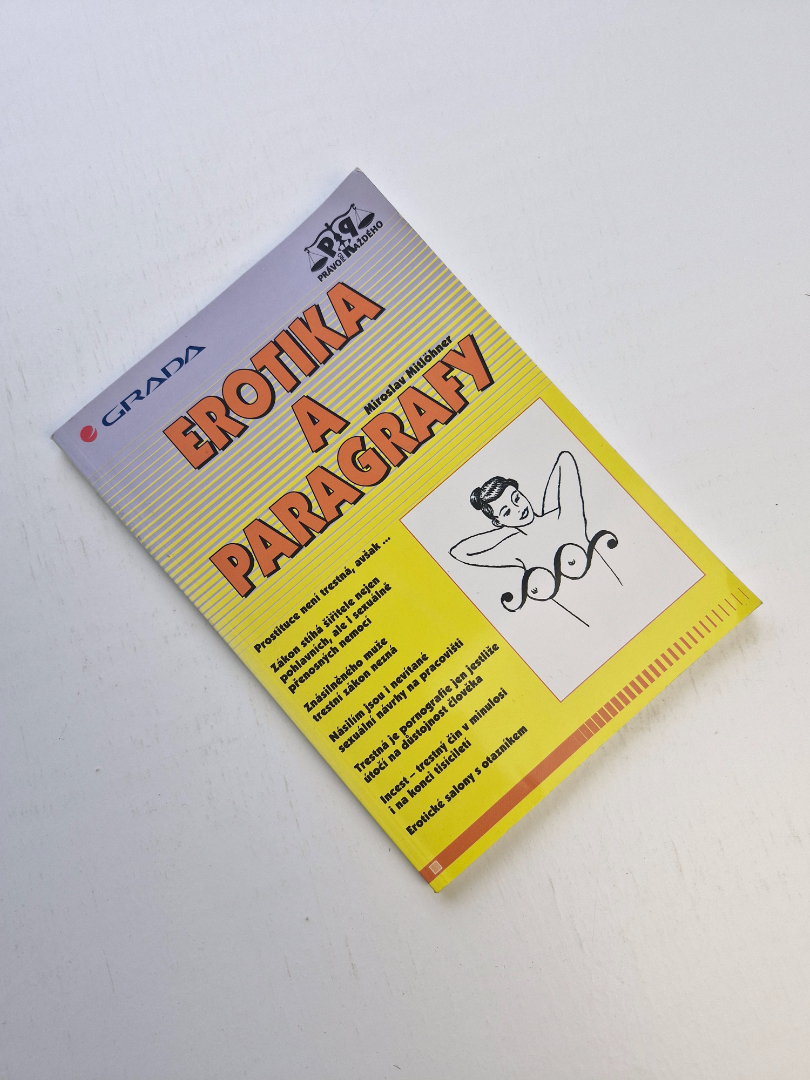 GRADA
PρP
PRÁVO PRO KAŽDÉHO
EROTIKA
A
Miroslav Mitlöhner
PARAGRAFY
Prostituce není trestná, avšak ...
Zákon stíhá šiřitele nejen
pohlavních, ale i sexuálně
přenosných nemocí
Znásilněného muže
trestní zákon nezná
Násilím jsou i nevítané
sexuální návrhy na pracovišti
Trestná je pornografie jen jestliže
útočí na důstojnost člověka
Incest – trestný čin v minulosi
i na konci tisíciletí
Erotické salony s otazníkem